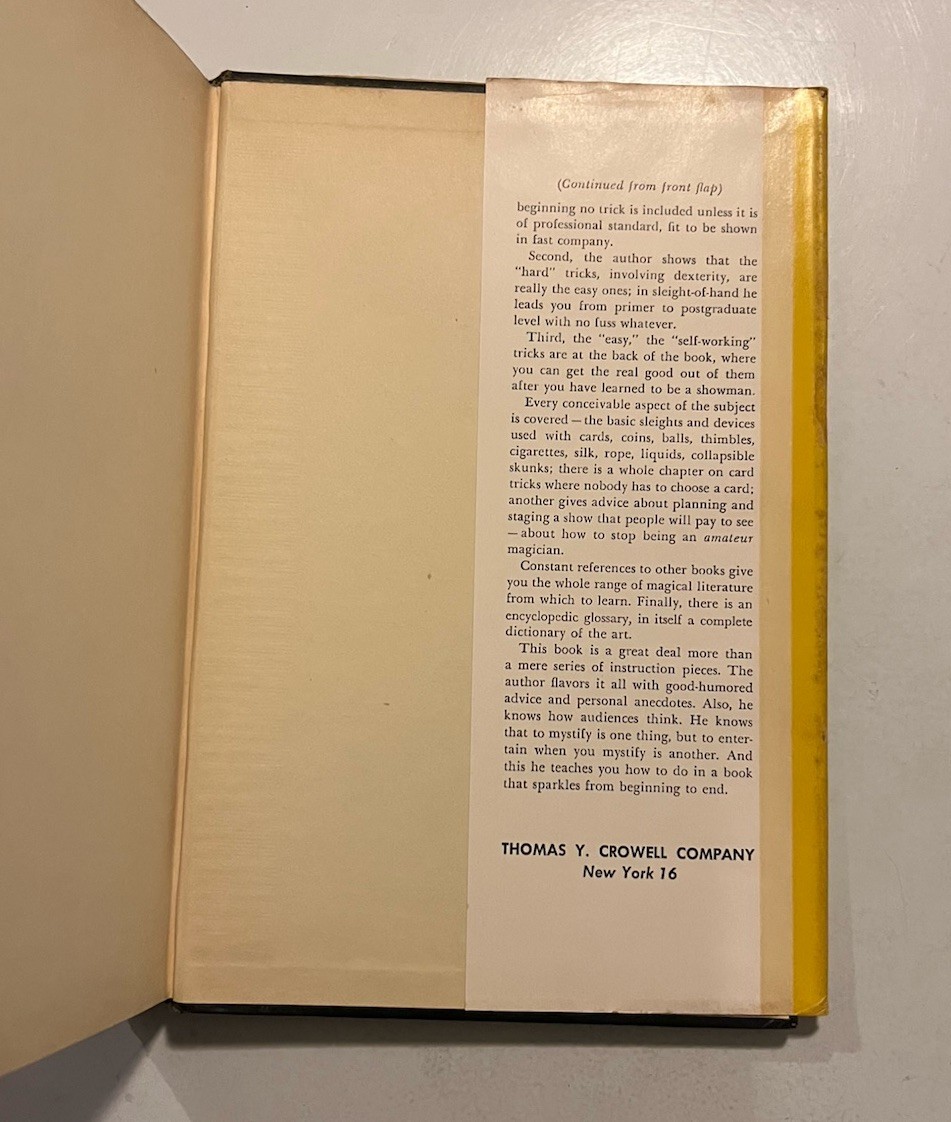 (Continued from front flap)
beginning no trick is included unless it is
of professional standard, fit to be shown
in fast company.
Second, the author shows that the
"hard" tricks, involving dexterity, are
really the easy ones; in sleight-of-hand he
leads you from primer to postgraduate
level with no fuss whatever.
Third, the "easy," the "self-working"
tricks are at the back of the book, where
you can get the real good out of them
after you have learned to be a showman.
Every conceivable aspect of the subject
is covered — the basic sleights and devices
used with cards, coins, balls, thimbles,
cigarettes, silk, rope, liquids, collapsible
skunks; there is a whole chapter on card
tricks where nobody has to choose a card;
another gives advice about planning and
staging a show that people will pay to see
— about how to stop being an amateur
magician.
Constant references to other books give
you the whole range of magical literature
from which to learn. Finally, there is an
encyclopedic glossary, in itself a complete
dictionary of the art.
This book is a great deal more than
a mere series of instruction pieces. The
author flavors it all with good-humored
advice and personal anecdotes. Also, he
knows how audiences think. He knows
that to mystify is one thing, but to enter-
tain when you mystify is another. And
this he teaches you how to do in a book
that sparkles from beginning to end.
THOMAS Y. CROWELL COMPANY
New York 16